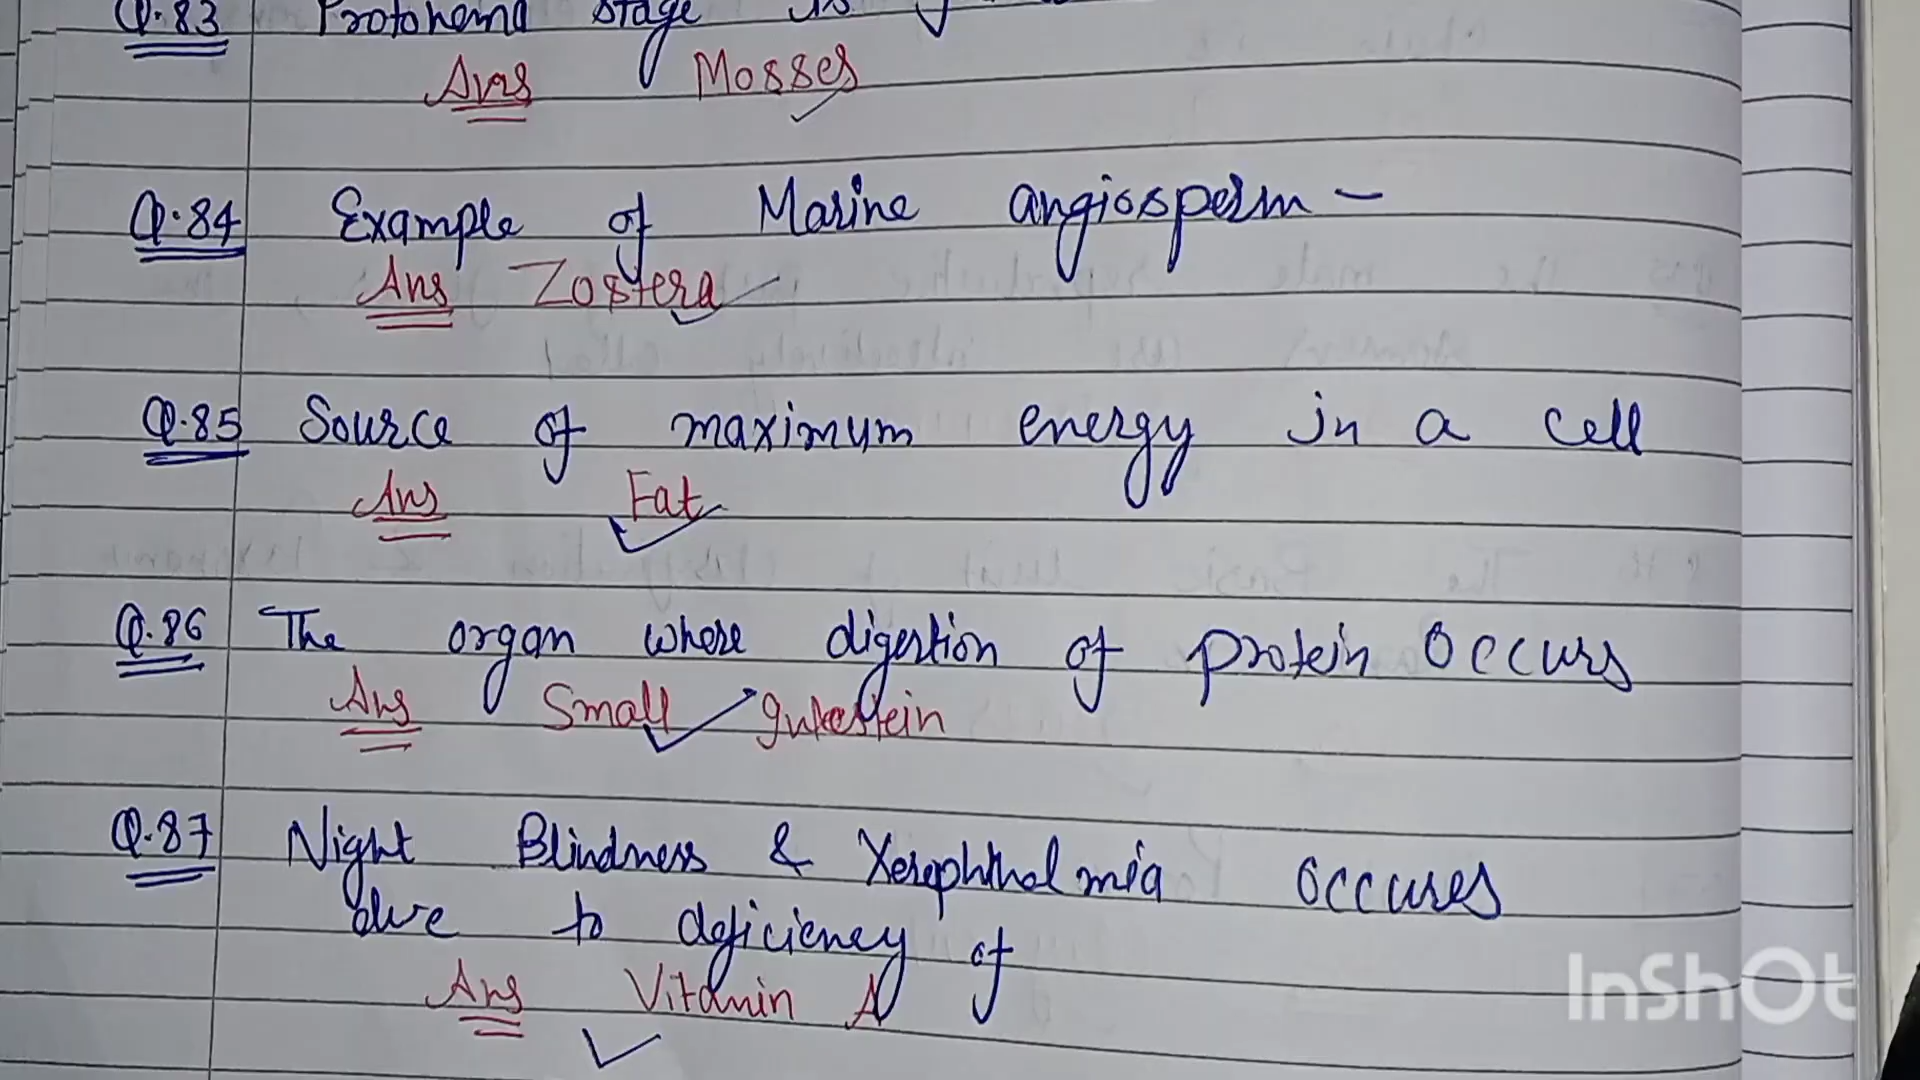 Q.83 Protonema stage is
Ans Mosses
Q.84 Example of Marine angiosperm -
Ans Zostera
Q.85 Source of maximum energy in a cell
Ans Fat
Q.86 The organ where digestion of protein occurs
Ans Small
Q.87 Night Blindness & Xerophthalmia occures
due to deficiency of
Ans Vitamin A
InShOt